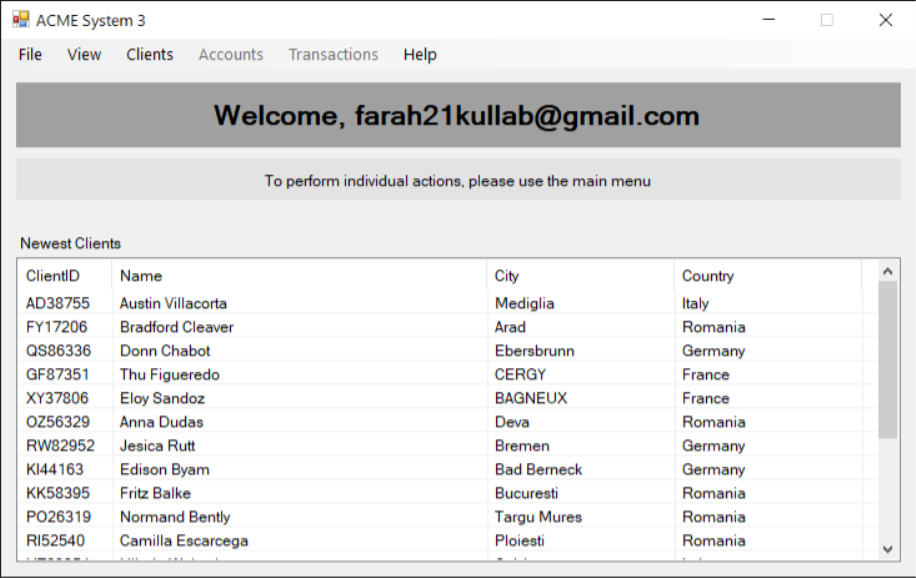 ACME System 3
File View Clients Accounts Transactions Help
Welcome, farah21kullab@gmail.com
To perform individual actions, please use the main menu
Newest Clients
ClientID Name City Country
AD38755 Austin Villacorta Mediglia Italy
FY17206 Bradford Cleaver Arad Romania
QS86336 Donn Chabot Ebersbrunn Germany
GF87351 Thu Figueredo CERGY France
XY37806 Eloy Sandoz BAGNEUX France
OZ56329 Anna Dudas Deva Romania
RW82952 Jesica Rutt Bremen Germany
KI44163 Edison Byam Bad Berneck Germany
KK58395 Fritz Balke Bucuresti Romania
PO26319 Normand Bently Targu Mures Romania
RI52540 Camilla Escarcega Ploiesti Romania